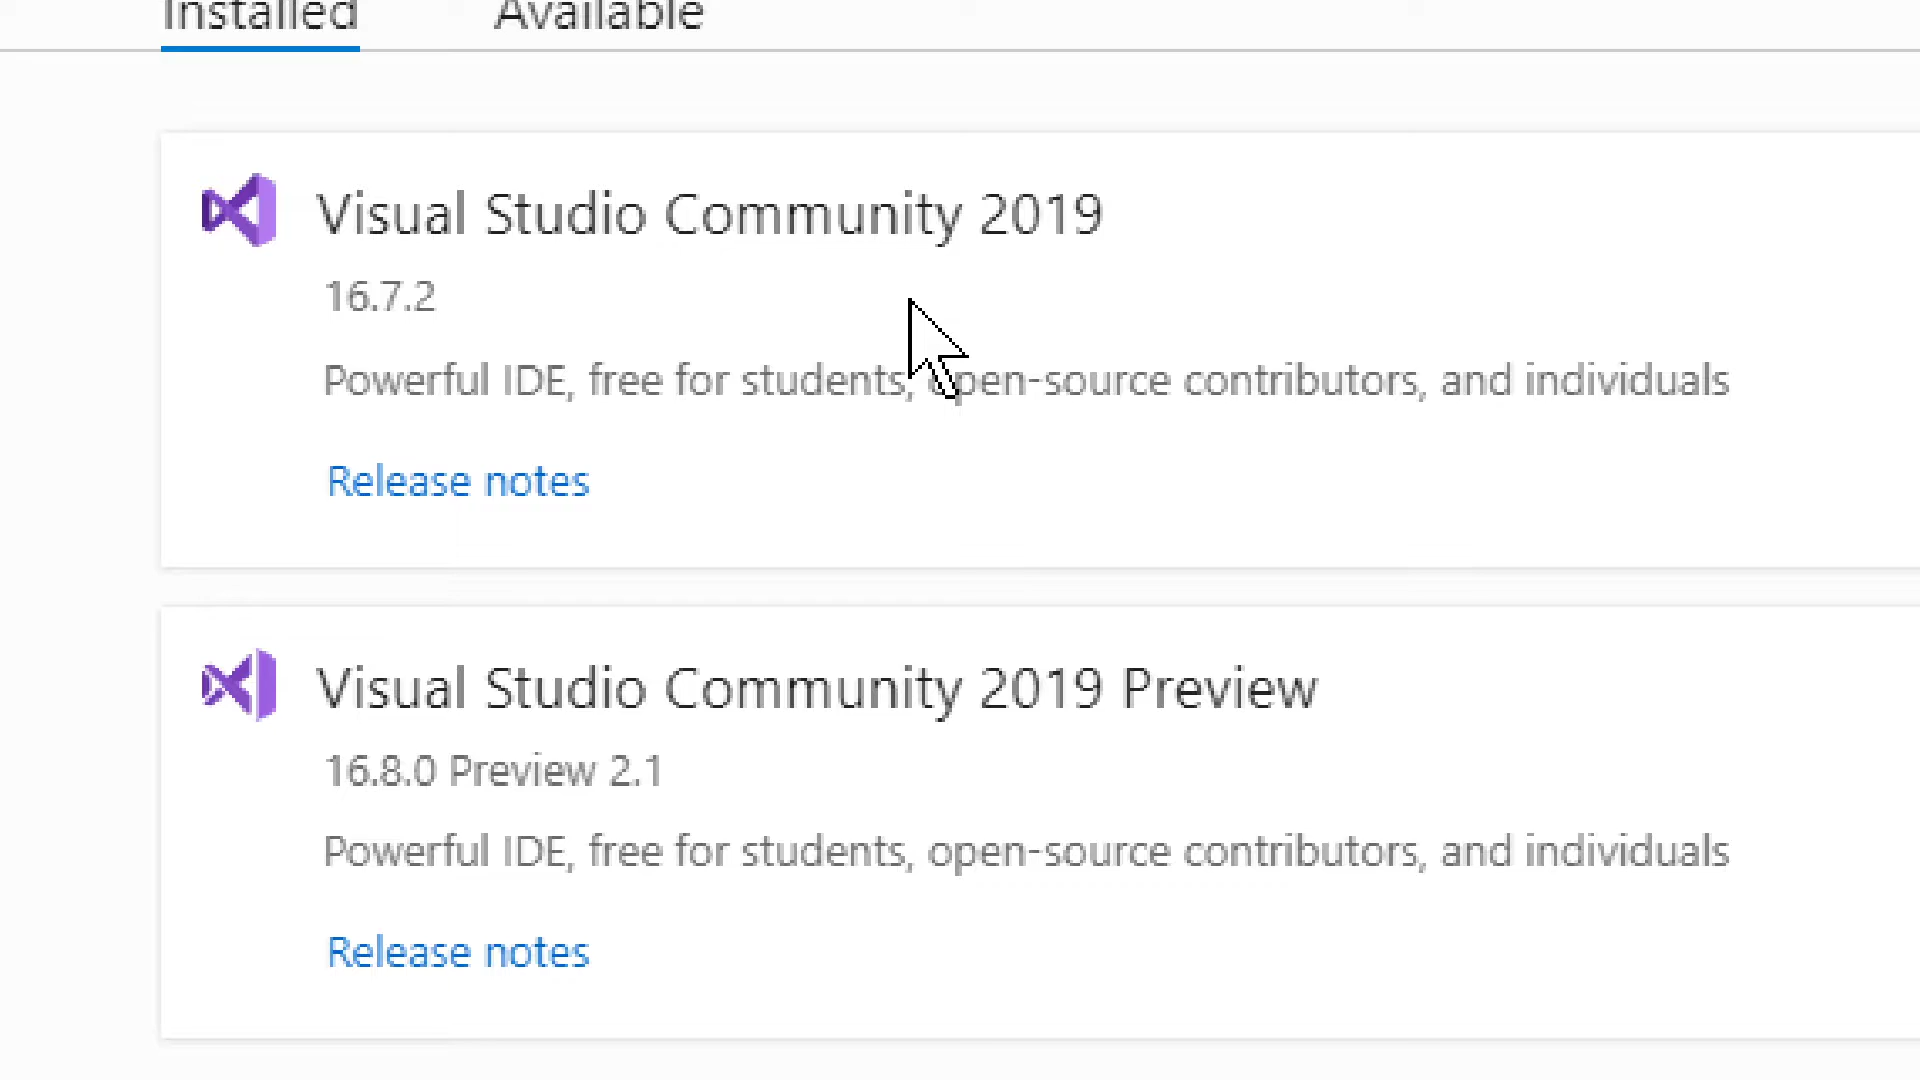 Installed Available
Visual Studio Community 2019
16.7.2
Powerful IDE, free for students, open-source contributors, and individuals
Release notes
Visual Studio Community 2019 Preview
16.8.0 Preview 2.1
Powerful IDE, free for students, open-source contributors, and individuals
Release notes